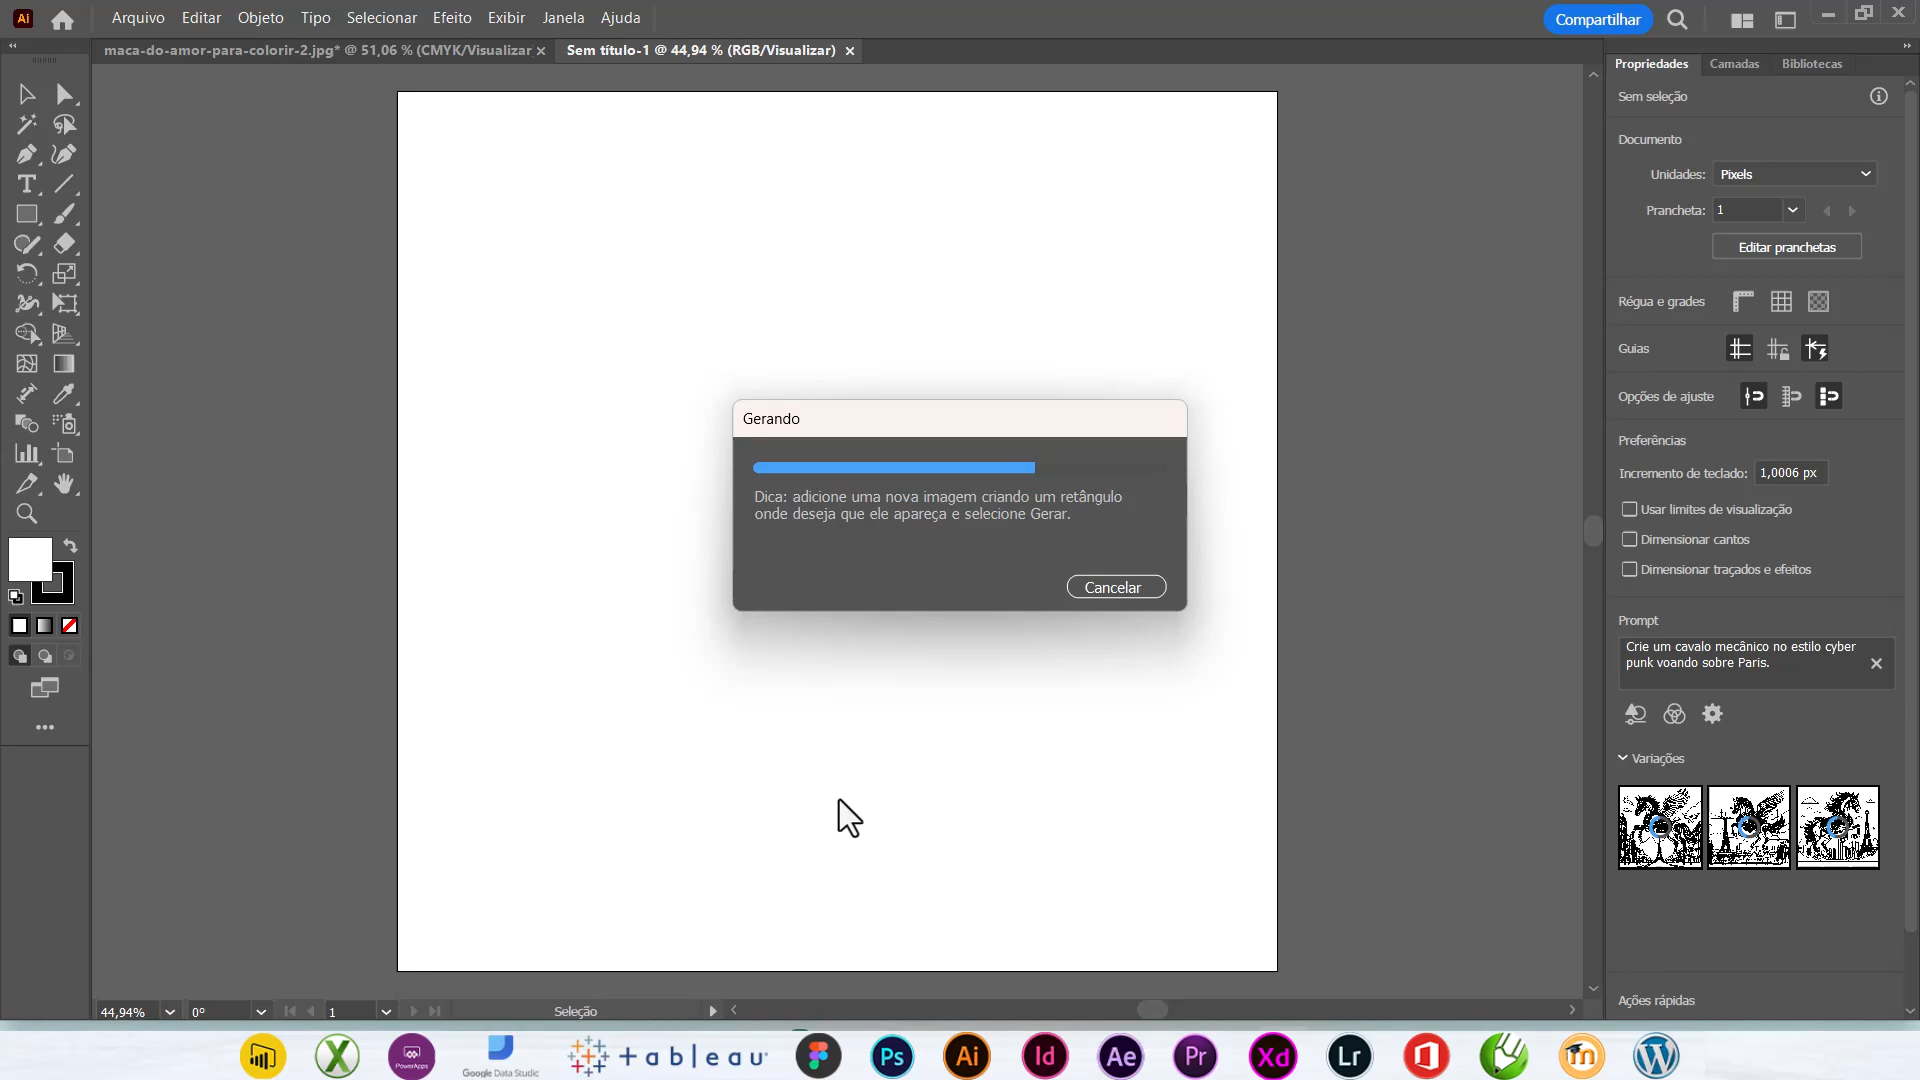 Ai
Arquivo Editar Objeto Tipo Selecionar Efeito Exibir Janela Ajuda
Compartilhar
maca-do-amor-para-colorir-2.jpg* @ 51,06 % (CMYK/Visualizar
Sem título-1 @ 44,94 % (RGB/Visualizar)
Propriedades Camadas Bibliotecas
Sem seleção
Documento
Unidades: Pixels
Prancheta: 1
Editar pranchetas
Régua e grades
Guias
Opções de ajuste
Preferências
Incremento de teclado: 1,0006 px
Usar limites de visualização
Dimensionar cantos
Dimensionar traçados e efeitos
Prompt
Crie um cavalo mecânico no estilo cyber
punk voando sobre Paris.
Variações
Ações rápidas
Gerando
Dica: adicione uma nova imagem criando um retângulo
onde deseja que ele apareça e selecione Gerar.
Cancelar
44,94% 0° 1 Seleção
PowerApps
Google Data Studio
+ a b l e a u
Ps Ai Id Ae Pr Xd Lr